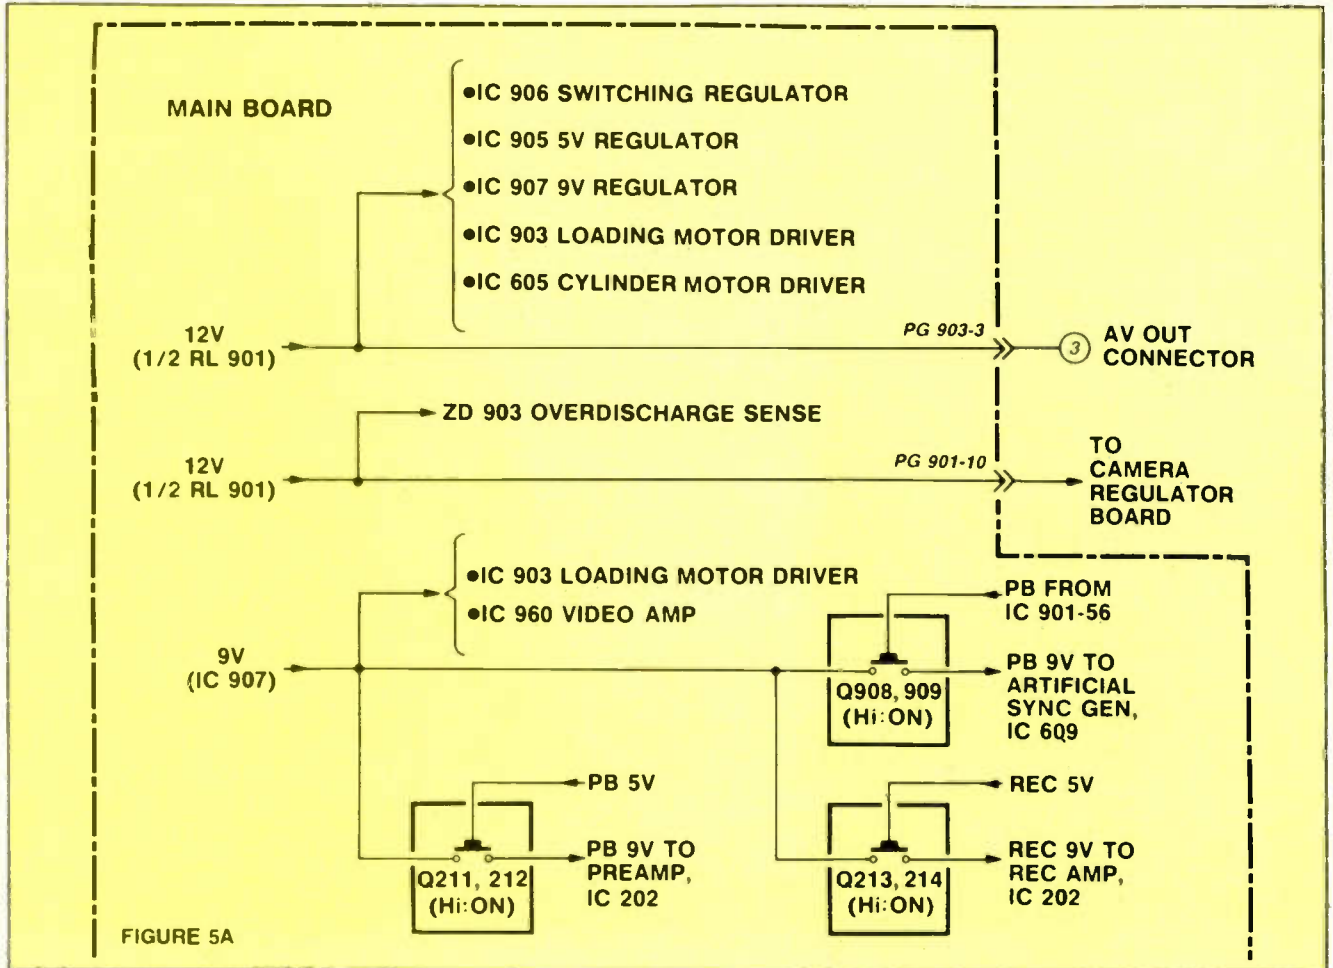 MAIN BOARD
●IC 906 SWITCHING REGULATOR
●IC 905 5V REGULATOR
●IC 907 9V REGULATOR
●IC 903 LOADING MOTOR DRIVER
●IC 605 CYLINDER MOTOR DRIVER
12V
(1/2 RL 901)
PG 903-3
3
AV OUT
CONNECTOR
ZD 903 OVERDISCHARGE SENSE
12V
(1/2 RL 901)
PG 901-10
TO
CAMERA
REGULATOR
BOARD
●IC 903 LOADING MOTOR DRIVER
●IC 960 VIDEO AMP
9V
(IC 907)
PB FROM
IC 901-56
Q908, 909
(Hi:ON)
PB 9V TO
ARTIFICIAL
SYNC GEN,
IC 609
PB 5V
Q211, 212
(Hi:ON)
PB 9V TO
PREAMP,
IC 202
REC 5V
Q213, 214
(Hi:ON)
REC 9V TO
REC AMP,
IC 202
FIGURE 5A